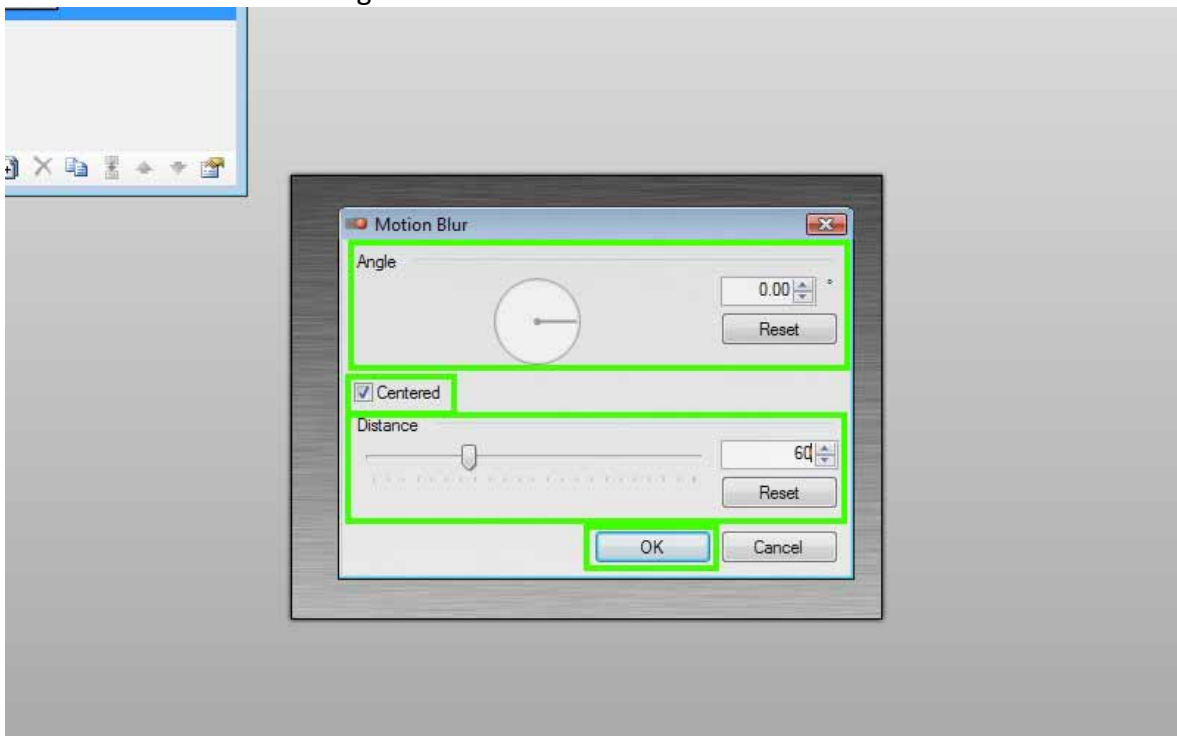 Motion Blur
Angle
0.00 °
Reset
Centered
Distance
60
Reset
OK Cancel